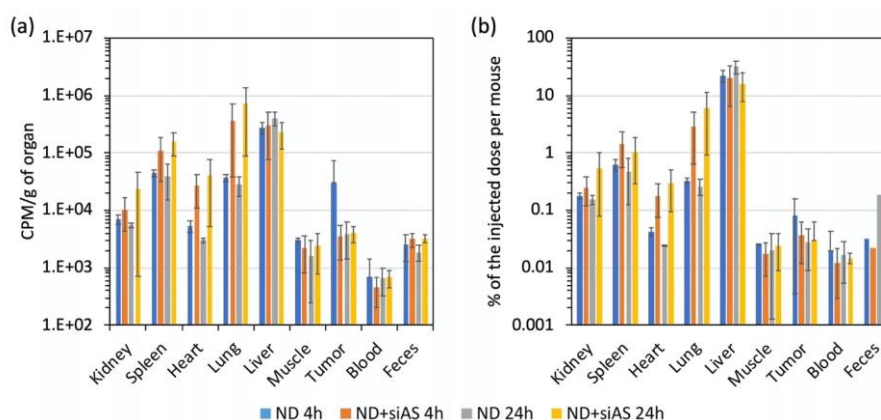 (a)
CPM/g of organ
1.E+07
1.E+06
1.E+05
1.E+04
1.E+03
1.E+02
Kidney
Spleen
Heart
Lung
Liver
Muscle
Tumor
Blood
Feces
(b)
% of the injected dose per mouse
100
10
1
0.1
0.01
0.001
Kidney
Spleen
Heart
Lung
Liver
Muscle
Tumor
Blood
Feces
ND 4h ND+siAS 4h ND 24h ND+siAS 24h